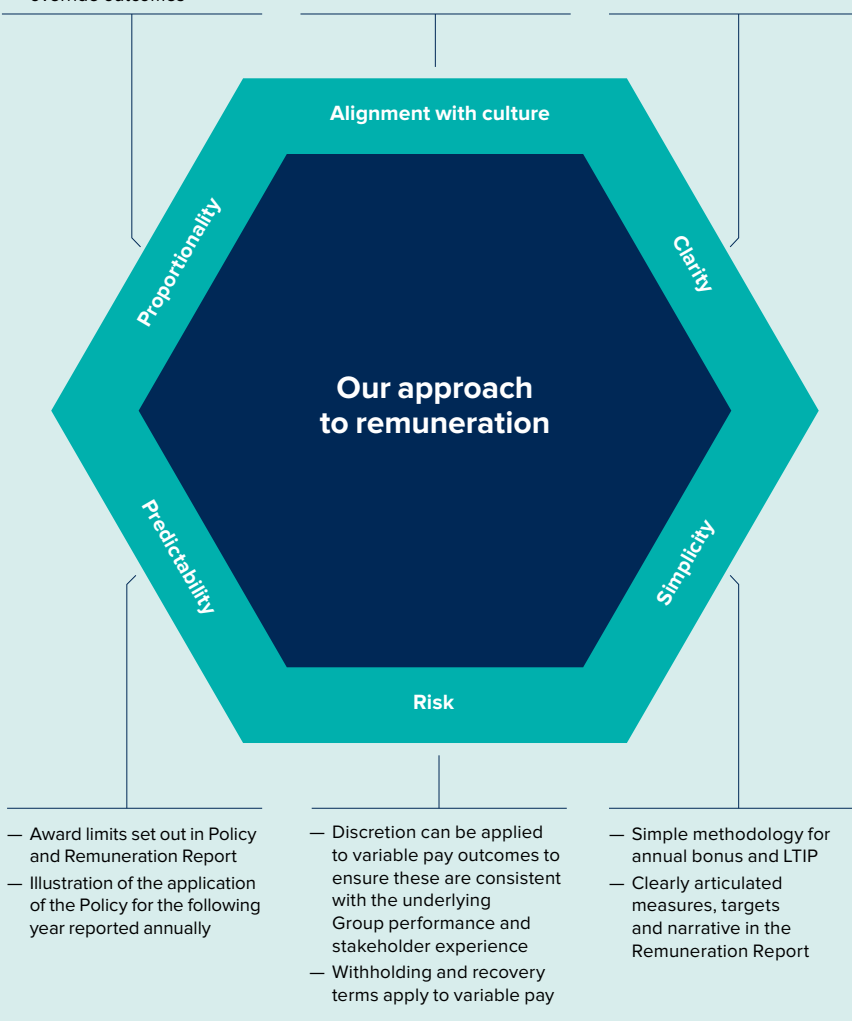 Alignment with culture
Proportionality
Clarity
Our approach
to remuneration
Predictability
Simplicity
Risk
— Award limits set out in Policy
and Remuneration Report
— Illustration of the application
of the Policy for the following
year reported annually
— Discretion can be applied
to variable pay outcomes to
ensure these are consistent
with the underlying
Group performance and
stakeholder experience
— Withholding and recovery
terms apply to variable pay
— Simple methodology for
annual bonus and LTIP
— Clearly articulated
measures, targets
and narrative in the
Remuneration Report